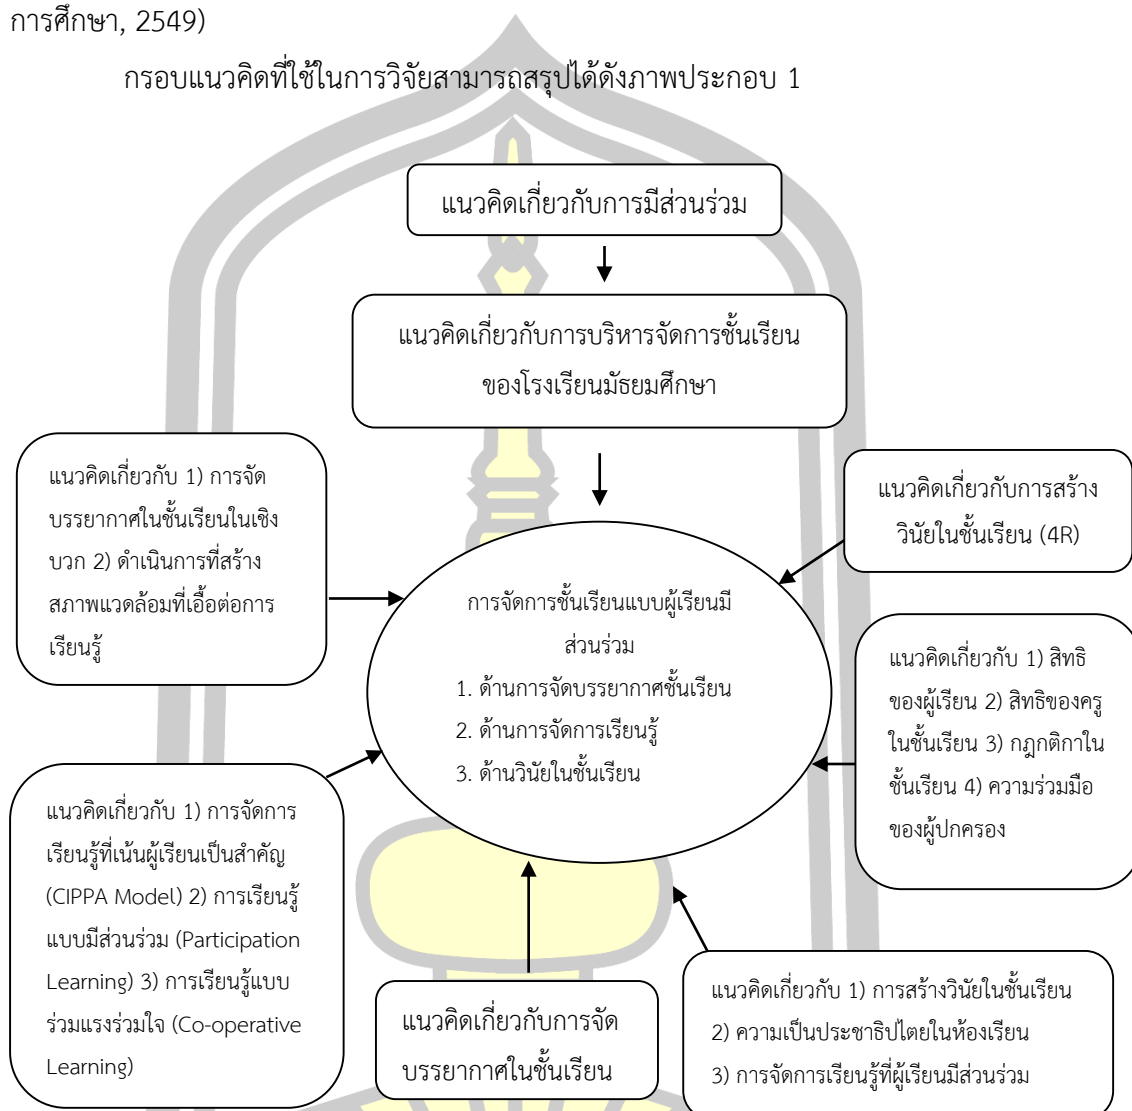 การศึกษา, 2549)
กรอบแนวคิดที่ใช้ในการวิจัยสามารถสรุปได้ดังภาพประกอบ 1
แนวคิดเกี่ยวกับการมีส่วนร่วม
แนวคิดเกี่ยวกับการบริหารจัดการชั้นเรียน
ของโรงเรียนมัธยมศึกษา
แนวคิดเกี่ยวกับ 1) การจัด
บรรยากาศในชั้นเรียนในเชิง
บวก 2) ดำเนินการที่สร้าง
สภาพแวดล้อมที่เอื้อต่อการ
เรียนรู้
แนวคิดเกี่ยวกับการสร้าง
วินัยในชั้นเรียน (4R)
การจัดการชั้นเรียนแบบผู้เรียนมี
ส่วนร่วม
1. ด้านการจัดบรรยากาศชั้นเรียน
2. ด้านการจัดการเรียนรู้
3. ด้านวินัยในชั้นเรียน
แนวคิดเกี่ยวกับ 1) สิทธิ
ของผู้เรียน 2) สิทธิของครู
ในชั้นเรียน 3) กฎกติกาใน
ชั้นเรียน 4) ความร่วมมือ
ของผู้ปกครอง
แนวคิดเกี่ยวกับ 1) การจัดการ
เรียนรู้ที่เน้นผู้เรียนเป็นสำคัญ
(CIPPA Model) 2) การเรียนรู้
แบบมีส่วนร่วม (Participation
Learning) 3) การเรียนรู้แบบ
ร่วมแรงร่วมใจ (Co-operative
Learning)
แนวคิดเกี่ยวกับการจัด
บรรยากาศในชั้นเรียน
แนวคิดเกี่ยวกับ 1) การสร้างวินัยในชั้นเรียน
2) ความเป็นประชาธิปไตยในห้องเรียน
3) การจัดการเรียนรู้ที่ผู้เรียนมีส่วนร่วม